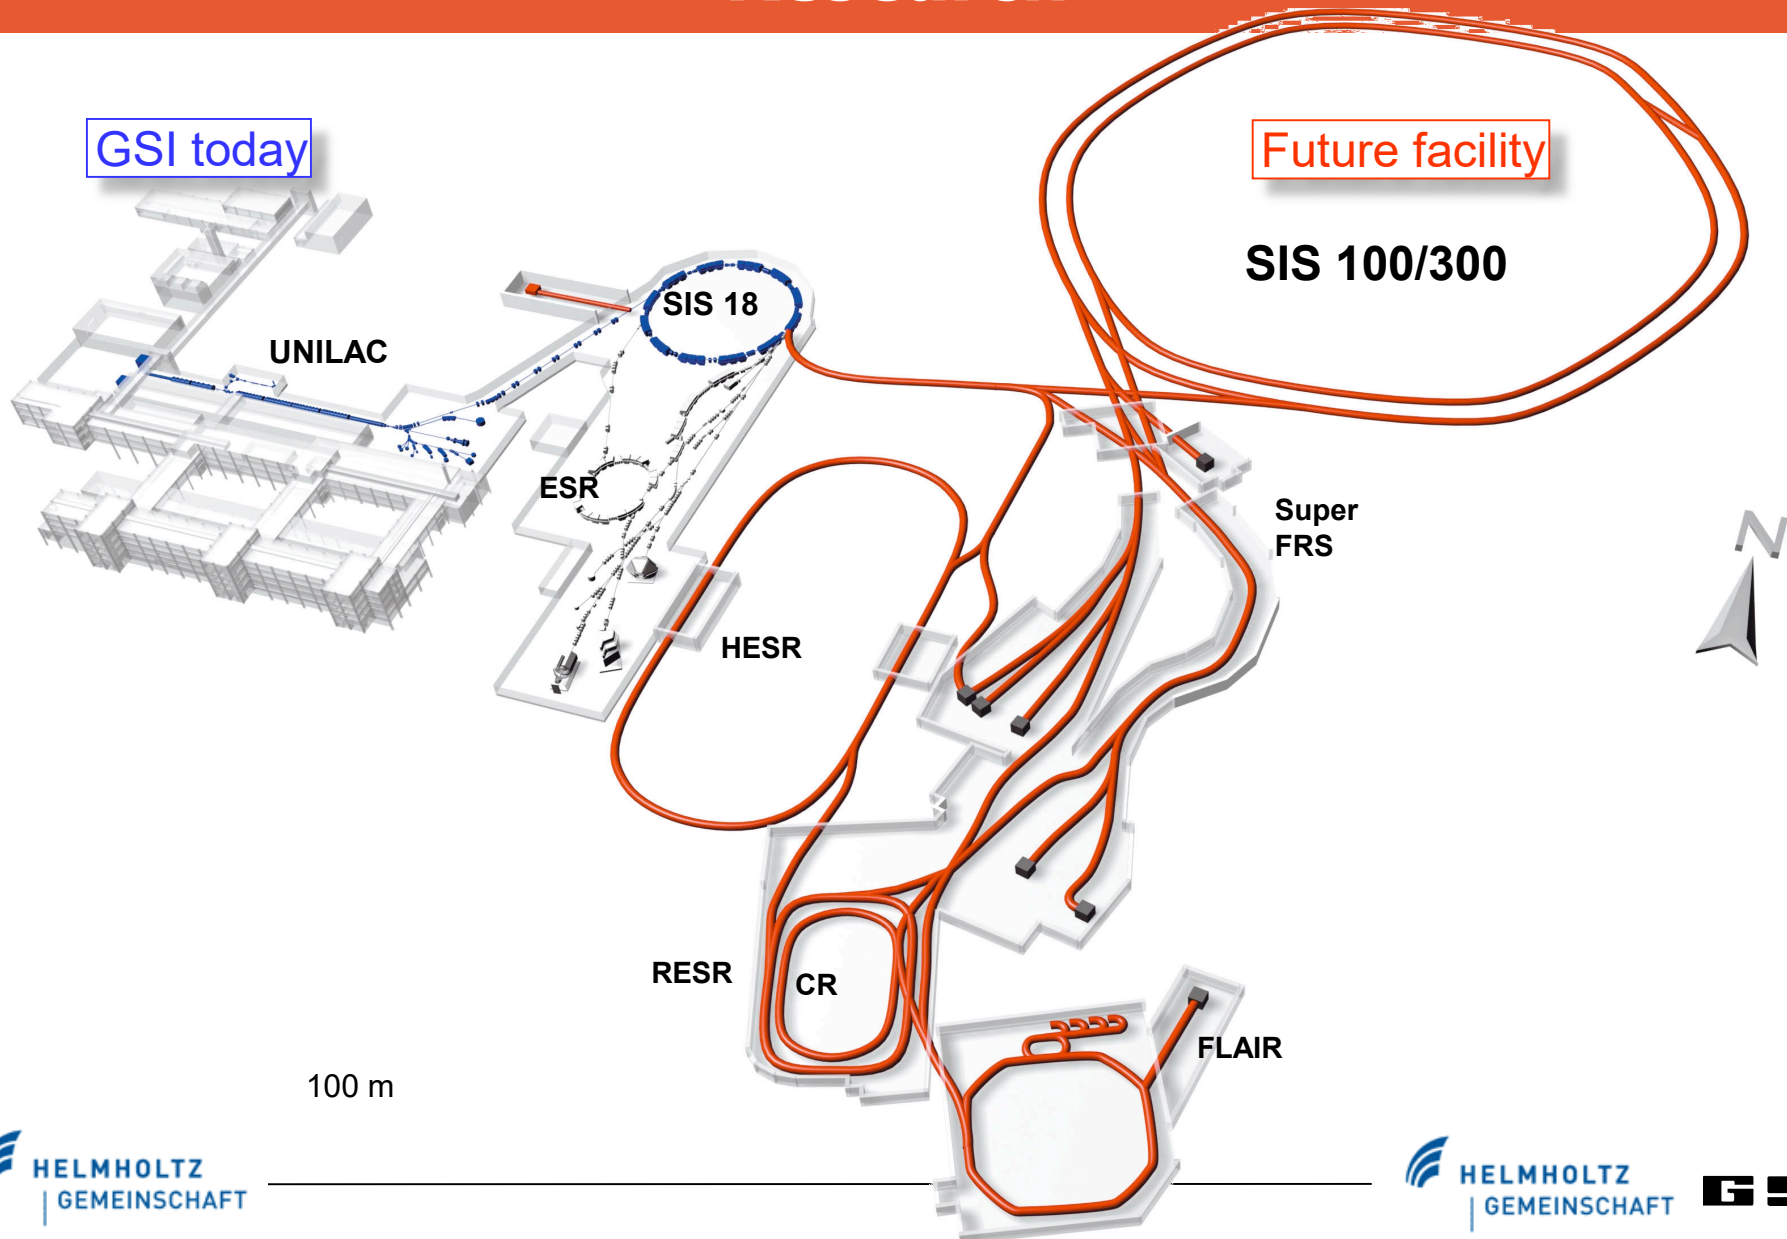 GSI today
Future facility
SIS 100/300
SIS 18
UNILAC
ESR
Super
FRS
N
HESR
RESR
CR
FLAIR
100 m
HELMHOLTZ
GEMEINSCHAFT
HELMHOLTZ
GEMEINSCHAFT